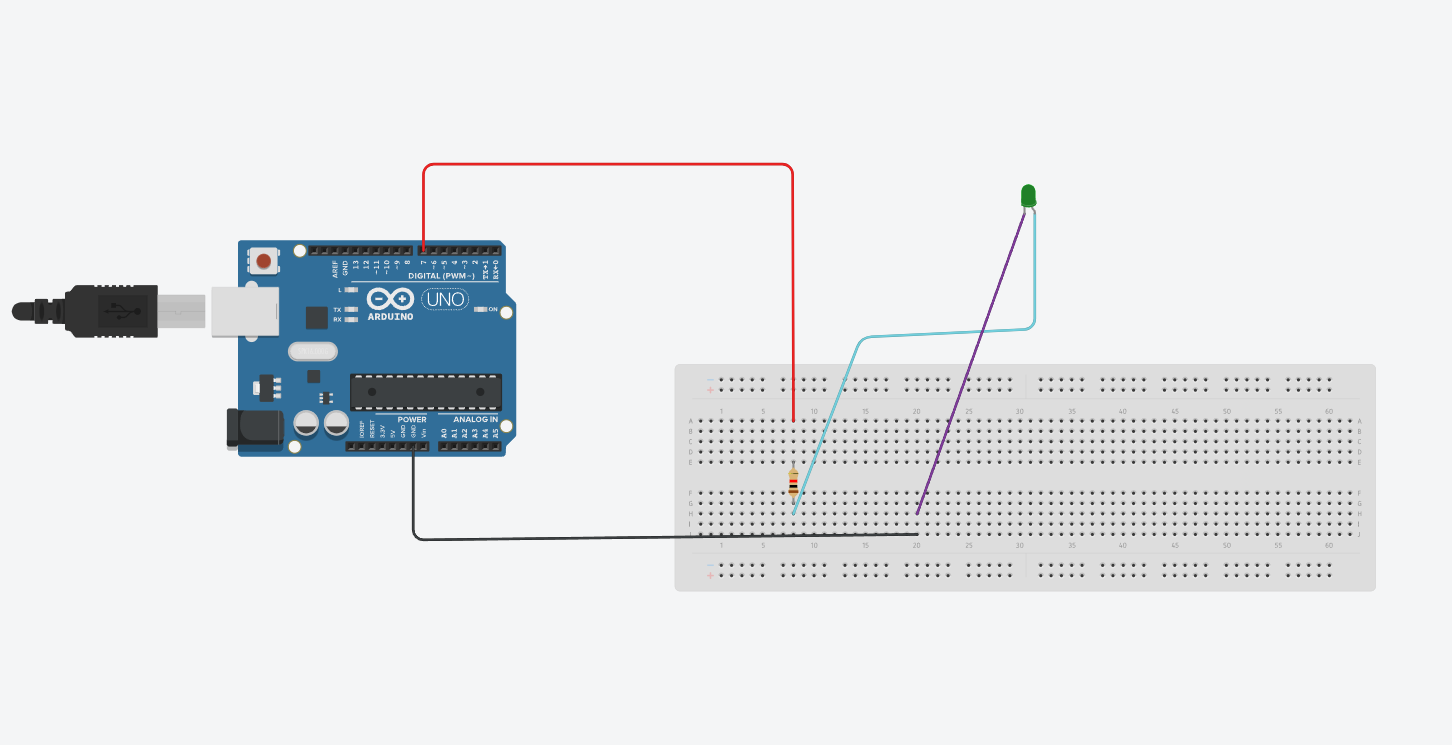 AREF
GND
13
12
~11
~10
~9
8
7
~6
~5
4
~3
2
TX→1
RX←0
DIGITAL (PWM~)
L
TX
RX
ARDUINO
UNO
ON
POWER
ANALOG IN
IOREF
RESET
3.3V
5V
GND
GND
Vin
A0
A1
A2
A3
A4
A5
1 5 10 15 20 25 30 35 40 45 50 55 60
A A
B B
C C
D D
E E
F F
G G
H H
I I
J J
1 5 10 15 20 25 30 35 40 45 50 55 60